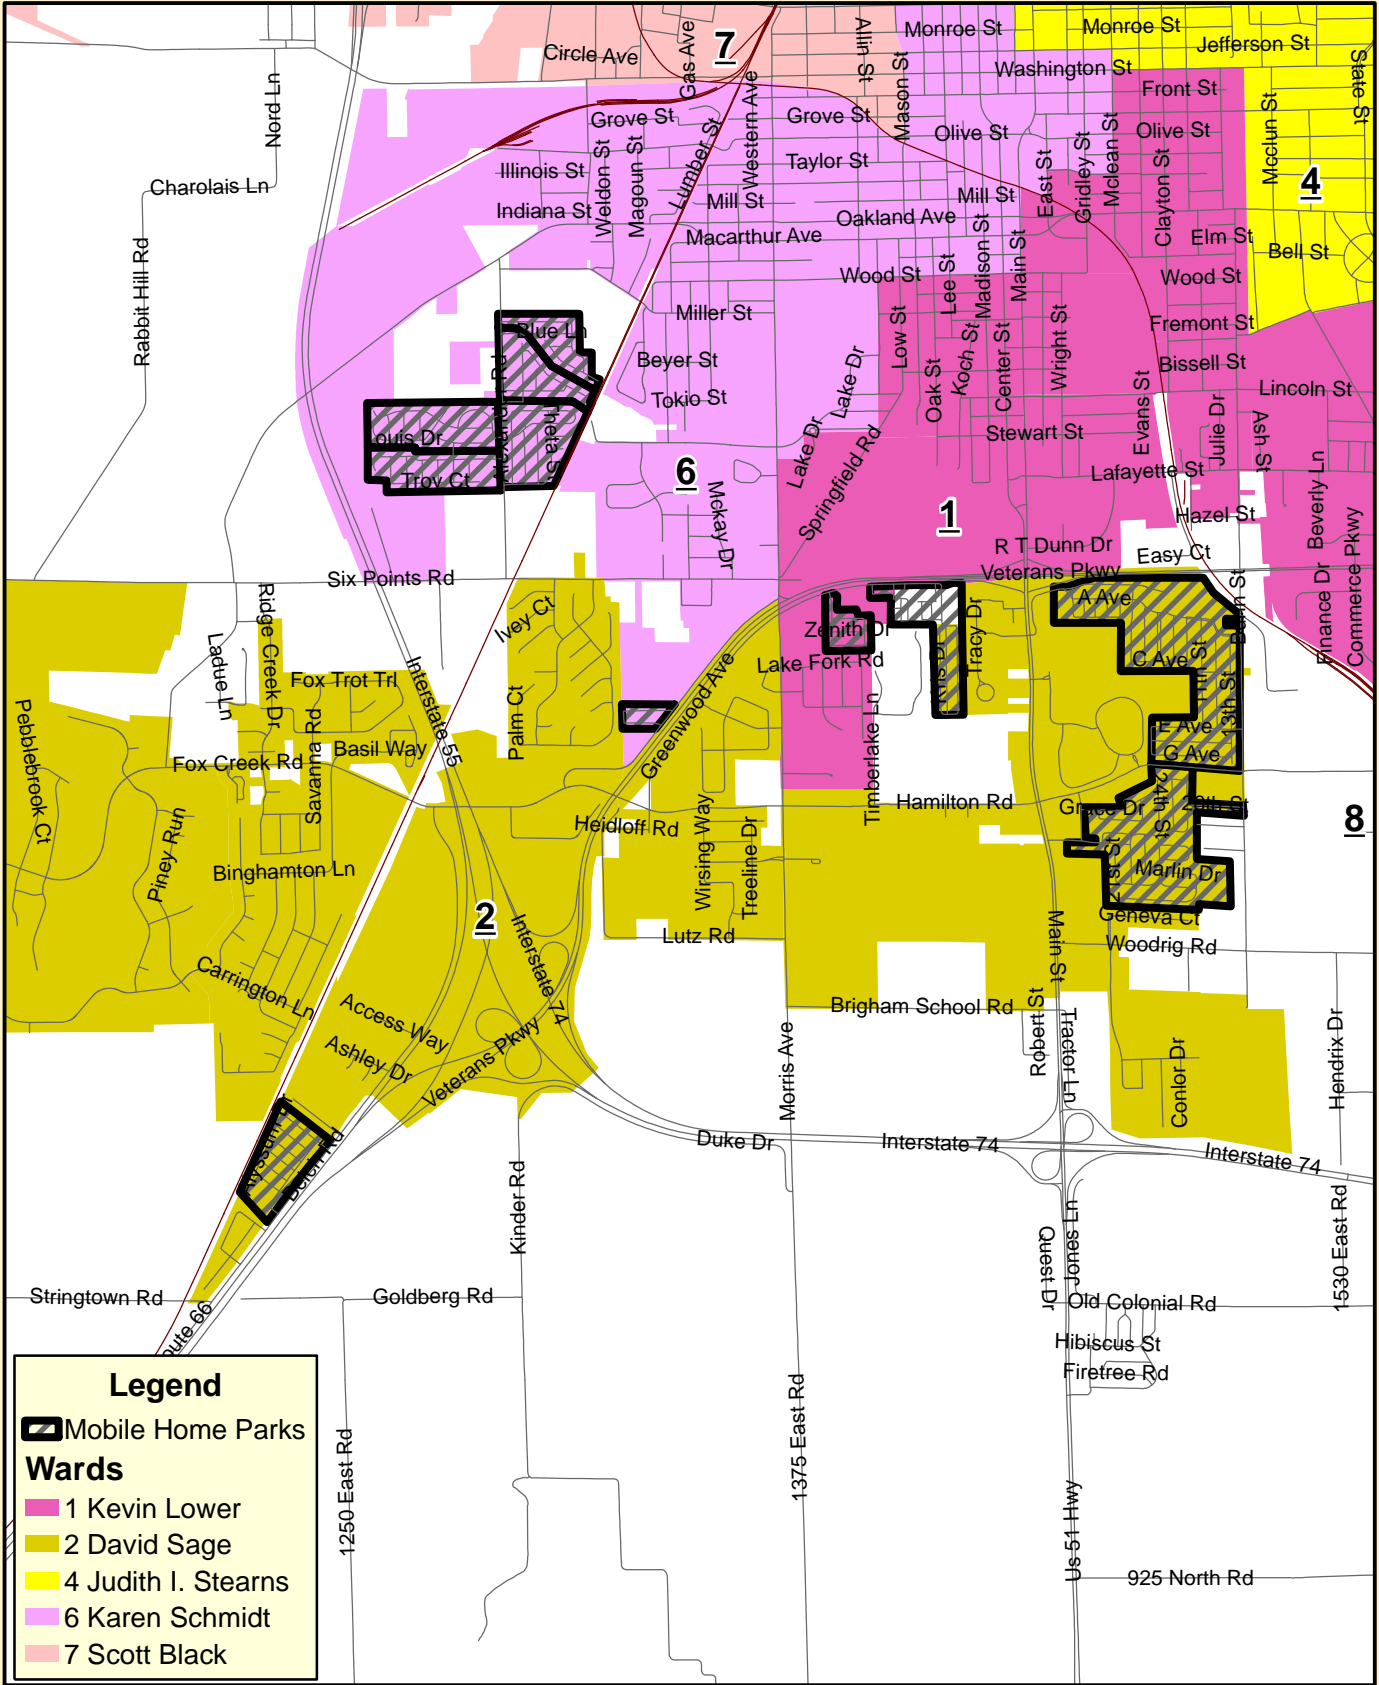 Monroe St
Monroe St
Jefferson St
7
Circle Ave
Gas Ave
Allin St
Mason St
Washington St
State St
Nord Ln
Front St
Western Ave
Grove St
Grove St
Olive St
Olive St
Mcclun St
Lumber St
Weldon St
Magoun St
Illinois St
Taylor St
East St
Gridley St
Mclean St
Clayton St
4
Charolais Ln
Indiana St
Mill St
Mill St
Oakland Ave
Macarthur Ave
Elm St
Bell St
Rabbit Hill Rd
Wood St
Lee St
Madison St
Main St
Wood St
Miller St
Fremont St
Blue Ln
Low St
Koch St
Center St
Wright St
Beyer St
Lake Dr
Bissell St
Lincoln St
Tokio St
Oak St
Evans St
Julie Dr
Ash St
Theta St
Stewart St
Lake Dr
Springfield Rd
Troy Ct
6
Lafayette St
Beverly Ln
Mckay Dr
1
Hazel St
Commerce Pkwy
R T Dunn Dr
Easy Ct
Six Points Rd
Veterans Pkwy
Finance Dr
Ridge Creek Dr
Ivey Ct
A Ave
Zenith Dr
Tracy Dr
Ladue Ln
Lake Fork Rd
C Ave
Fox Trot Trl
Interstate 55
Palm Ct
Greenwood Ave
13th St
Pebblebrook Ct
Savanna Rd
Basil Way
Timberlake Ln
E Ave
Fox Creek Rd
G Ave
Hamilton Rd
Grace Dr
24th St
8
Heidloff Rd
Piney Run
Binghamton Ln
Wirsing Way
Treeline Dr
21st St
Marlin Dr
2
Geneva Ct
Lutz Rd
Main St
Woodrig Rd
Interstate 74
Carrington Ln
Access Way
Brigham School Rd
Robert St
Tractor Ln
Ashley Dr
Veterans Pkwy
Morris Ave
Conlor Dr
Hendrix Dr
Duke Dr
Interstate 74
Interstate 74
Beich Rd
Kinder Rd
Quest Dr
Jones Ln
1530 East Rd
Stringtown Rd
Goldberg Rd
Old Colonial Rd
Hibiscus St
Firetree Rd
1250 East Rd
1375 East Rd
Us 51 Hwy
925 North Rd
Legend
Mobile Home Parks
Wards
1 Kevin Lower
2 David Sage
4 Judith I. Stearns
6 Karen Schmidt
7 Scott Black